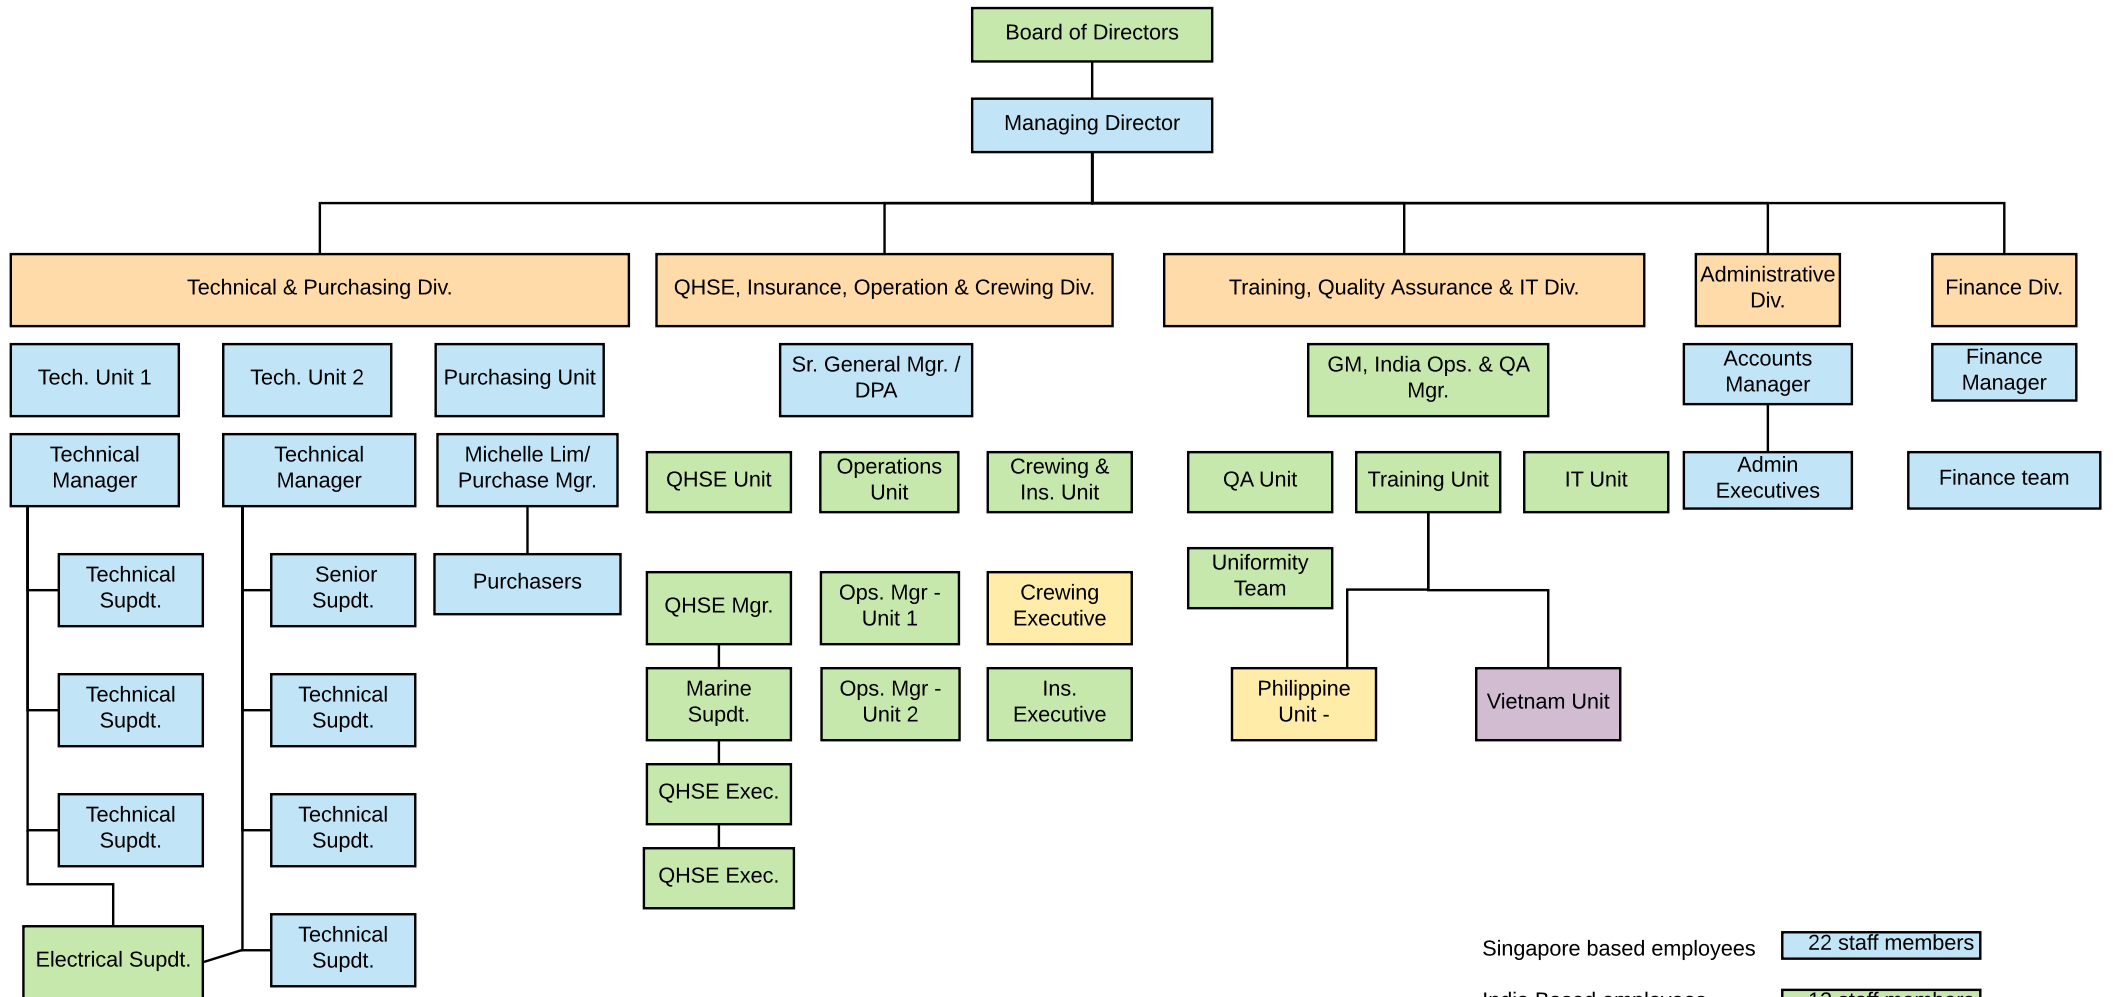 Board of Directors
Managing Director
Technical & Purchasing Div.
QHSE, Insurance, Operation & Crewing Div.
Training, Quality Assurance & IT Div.
Administrative
Div.
Finance Div.
Tech. Unit 1
Tech. Unit 2
Purchasing Unit
Sr. General Mgr. /
DPA
GM, India Ops. & QA
Mgr.
Accounts
Manager
Finance
Manager
Technical
Manager
Technical
Manager
Michelle Lim/
Purchase Mgr.
QHSE Unit
Operations
Unit
Crewing &
Ins. Unit
QA Unit
Training Unit
IT Unit
Admin
Executives
Finance team
Technical
Supdt.
Senior
Supdt.
Purchasers
QHSE Mgr.
Ops. Mgr -
Unit 1
Crewing
Executive
Uniformity
Team
Technical
Supdt.
Technical
Supdt.
Marine
Supdt.
Ops. Mgr -
Unit 2
Ins.
Executive
Philippine
Unit -
Vietnam Unit
Technical
Supdt.
Technical
Supdt.
QHSE Exec.
QHSE Exec.
Electrical Supdt.
Technical
Supdt.
Singapore based employees
22 staff members
India Based employees
staff members